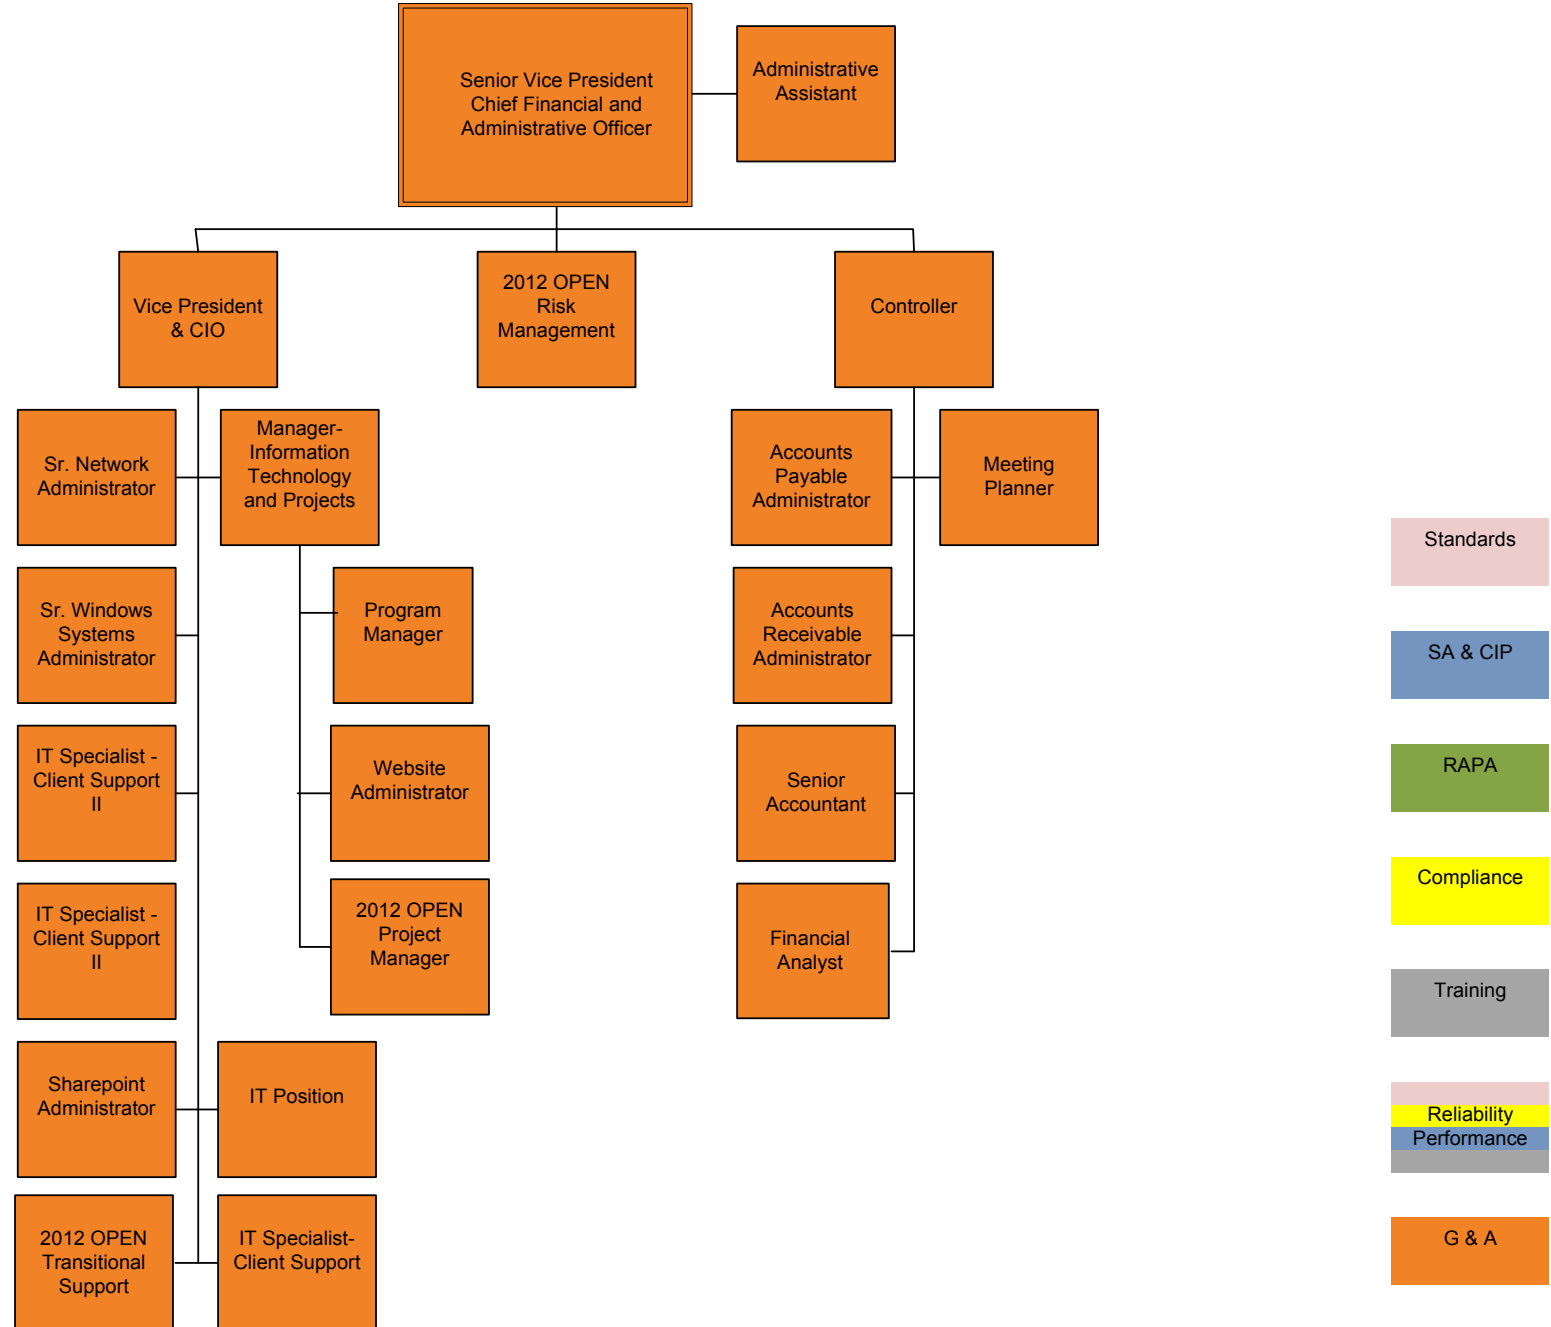 Senior Vice President
Chief Financial and
Administrative Officer
Administrative
Assistant
Vice President
& CIO
2012 OPEN
Risk
Management
Controller
Sr. Network
Administrator
Manager-
Information
Technology
and Projects
Accounts
Payable
Administrator
Meeting
Planner
Sr. Windows
Systems
Administrator
Program
Manager
Accounts
Receivable
Administrator
IT Specialist -
Client Support
II
Website
Administrator
Senior
Accountant
IT Specialist -
Client Support
II
2012 OPEN
Project
Manager
Financial
Analyst
Sharepoint
Administrator
IT Position
2012 OPEN
Transitional
Support
IT Specialist-
Client Support
Standards
SA & CIP
RAPA
Compliance
Training
Reliability
Performance
G & A